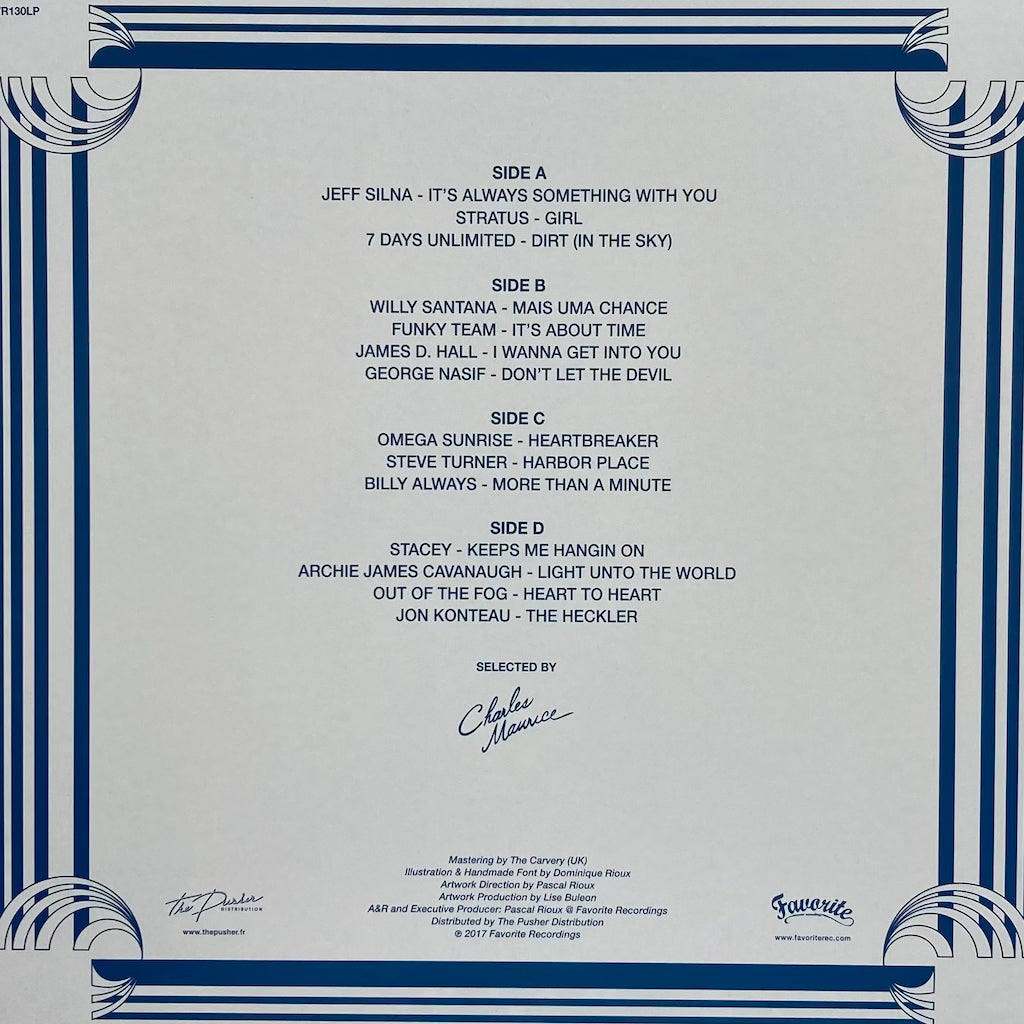 R130LP
SIDE A
JEFF SILNA - IT'S ALWAYS SOMETHING WITH YOU
STRATUS - GIRL
7 DAYS UNLIMITED - DIRT (IN THE SKY)
SIDE B
WILLY SANTANA - MAIS UMA CHANCE
FUNKY TEAM - IT'S ABOUT TIME
JAMES D. HALL - I WANNA GET INTO YOU
GEORGE NASIF - DON'T LET THE DEVIL
SIDE C
OMEGA SUNRISE - HEARTBREAKER
STEVE TURNER - HARBOR PLACE
BILLY ALWAYS - MORE THAN A MINUTE
SIDE D
STACEY - KEEPS ME HANGIN ON
ARCHIE JAMES CAVANAUGH - LIGHT UNTO THE WORLD
OUT OF THE FOG - HEART TO HEART
JON KONTEAU - THE HECKLER
SELECTED BY
Charles
Maurice
Mastering by The Carvery (UK)
Illustration & Handmade Font by Dominique Rioux
Artwork Direction by Pascal Rioux
Artwork Production by Lise Buleon
A&R and Executive Producer: Pascal Rioux @ Favorite Recordings
Distributed by The Pusher Distribution
℗ 2017 Favorite Recordings
The Pusher
DISTRIBUTION
www.thepusher.fr
Favorite
www.favoriterec.com